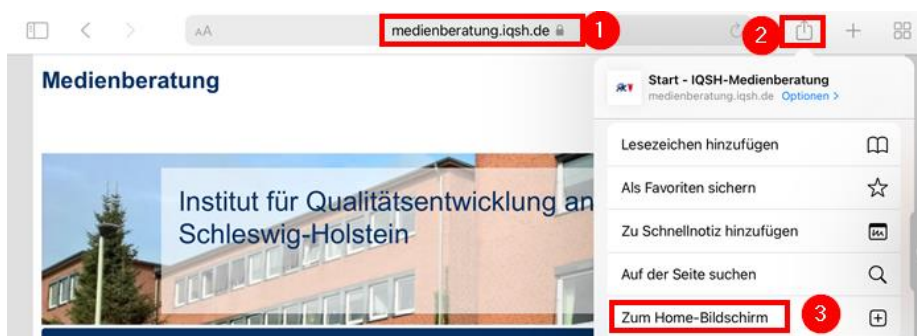 AA
medienberatung.iqsh.de
1
2
Medienberatung
Start - IQSH-Medienberatung
medienberatung.iqsh.de Optionen >
Institut für Qualitätsentwicklung an
Schleswig-Holstein
Lesezeichen hinzufügen
Als Favoriten sichern
Zu Schnellnotiz hinzufügen
Auf der Seite suchen
Zum Home-Bildschirm
3